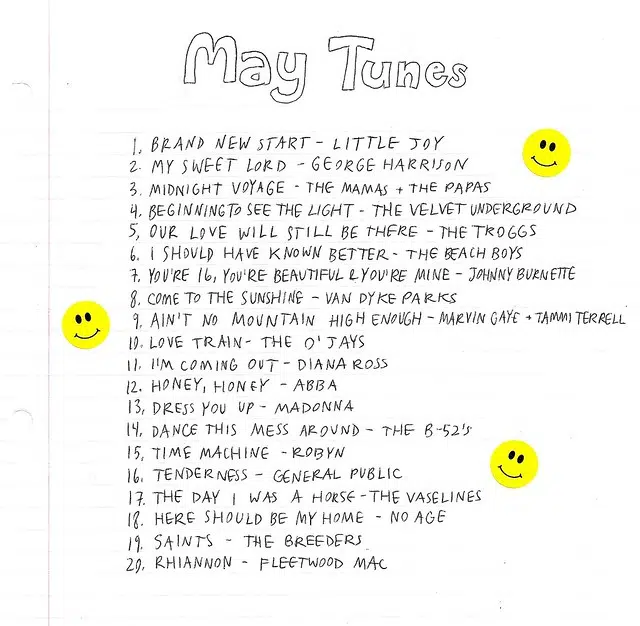 May Tunes
1. BRAND NEW START - LITTLE JOY
2. MY SWEET LORD - GEORGE HARRISON
3. MIDNIGHT VOYAGE - THE MAMAS + THE PAPAS
4. BEGINNING TO SEE THE LIGHT - THE VELVET UNDERGROUND
5, OUR LOVE WILL STILL BE THERE - THE TROGGS
6. I SHOULD HAVE KNOWN BETTER - THE BEACH BOYS
7. YOU'RE 16, YOU'RE BEAUTIFUL & YOU'RE MINE - JOHNNY BURNETTE
8. COME TO THE SUNSHINE - VAN DYKE PARKS
9. AIN'T NO MOUNTAIN HIGH ENOUGH - MARVIN GAYE + TAMMI TERRELL
10. LOVE TRAIN - THE O'JAYS
11. I'M COMING OUT - DIANA ROSS
12. HONEY, HONEY - ABBA
13, DRESS YOU UP - MADONNA
14, DANCE THIS MESS AROUND - THE B-52'S
15, TIME MACHINE - ROBYN
16. TENDERNESS - GENERAL PUBLIC
17. THE DAY I WAS A HORSE - THE VASELINES
18. HERE SHOULD BE MY HOME - NO AGE
19. SAINTS - THE BREEDERS
20, RHIANNON - FLEETWOOD MAC